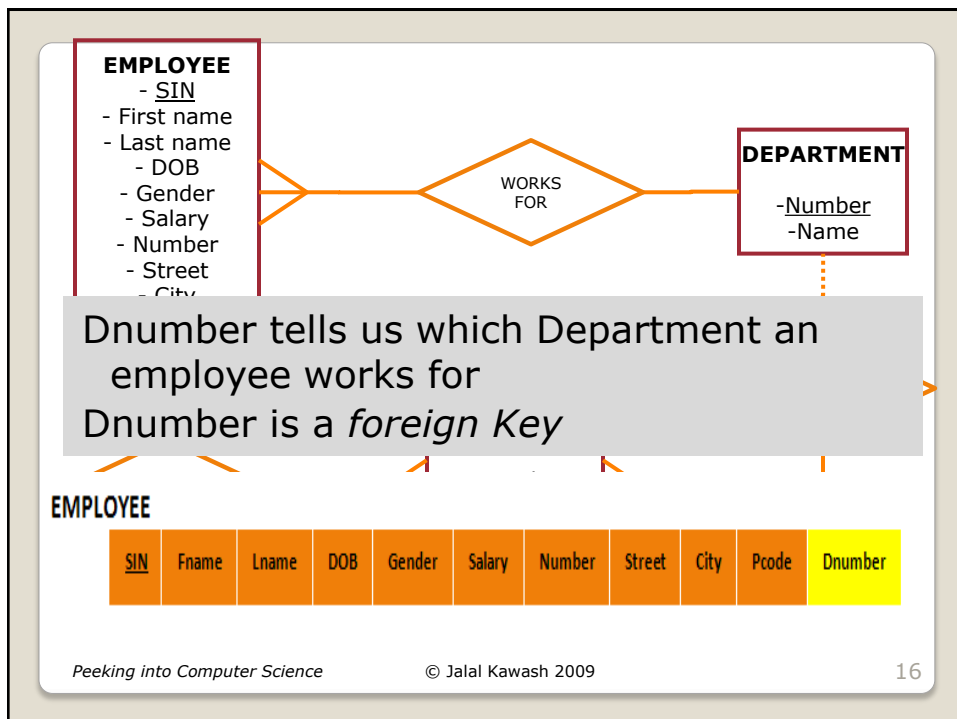 EMPLOYEE
- SIN
- First name
- Last name
- DOB
- Gender
- Salary
- Number
- Street
- City
WORKS
FOR
DEPARTMENT
-Number
-Name
Dnumber tells us which Department an
employee works for
Dnumber is a foreign Key
EMPLOYEE
SIN Fname Lname DOB Gender Salary Number Street City Pcode Dnumber
Peeking into Computer Science © Jalal Kawash 2009 16